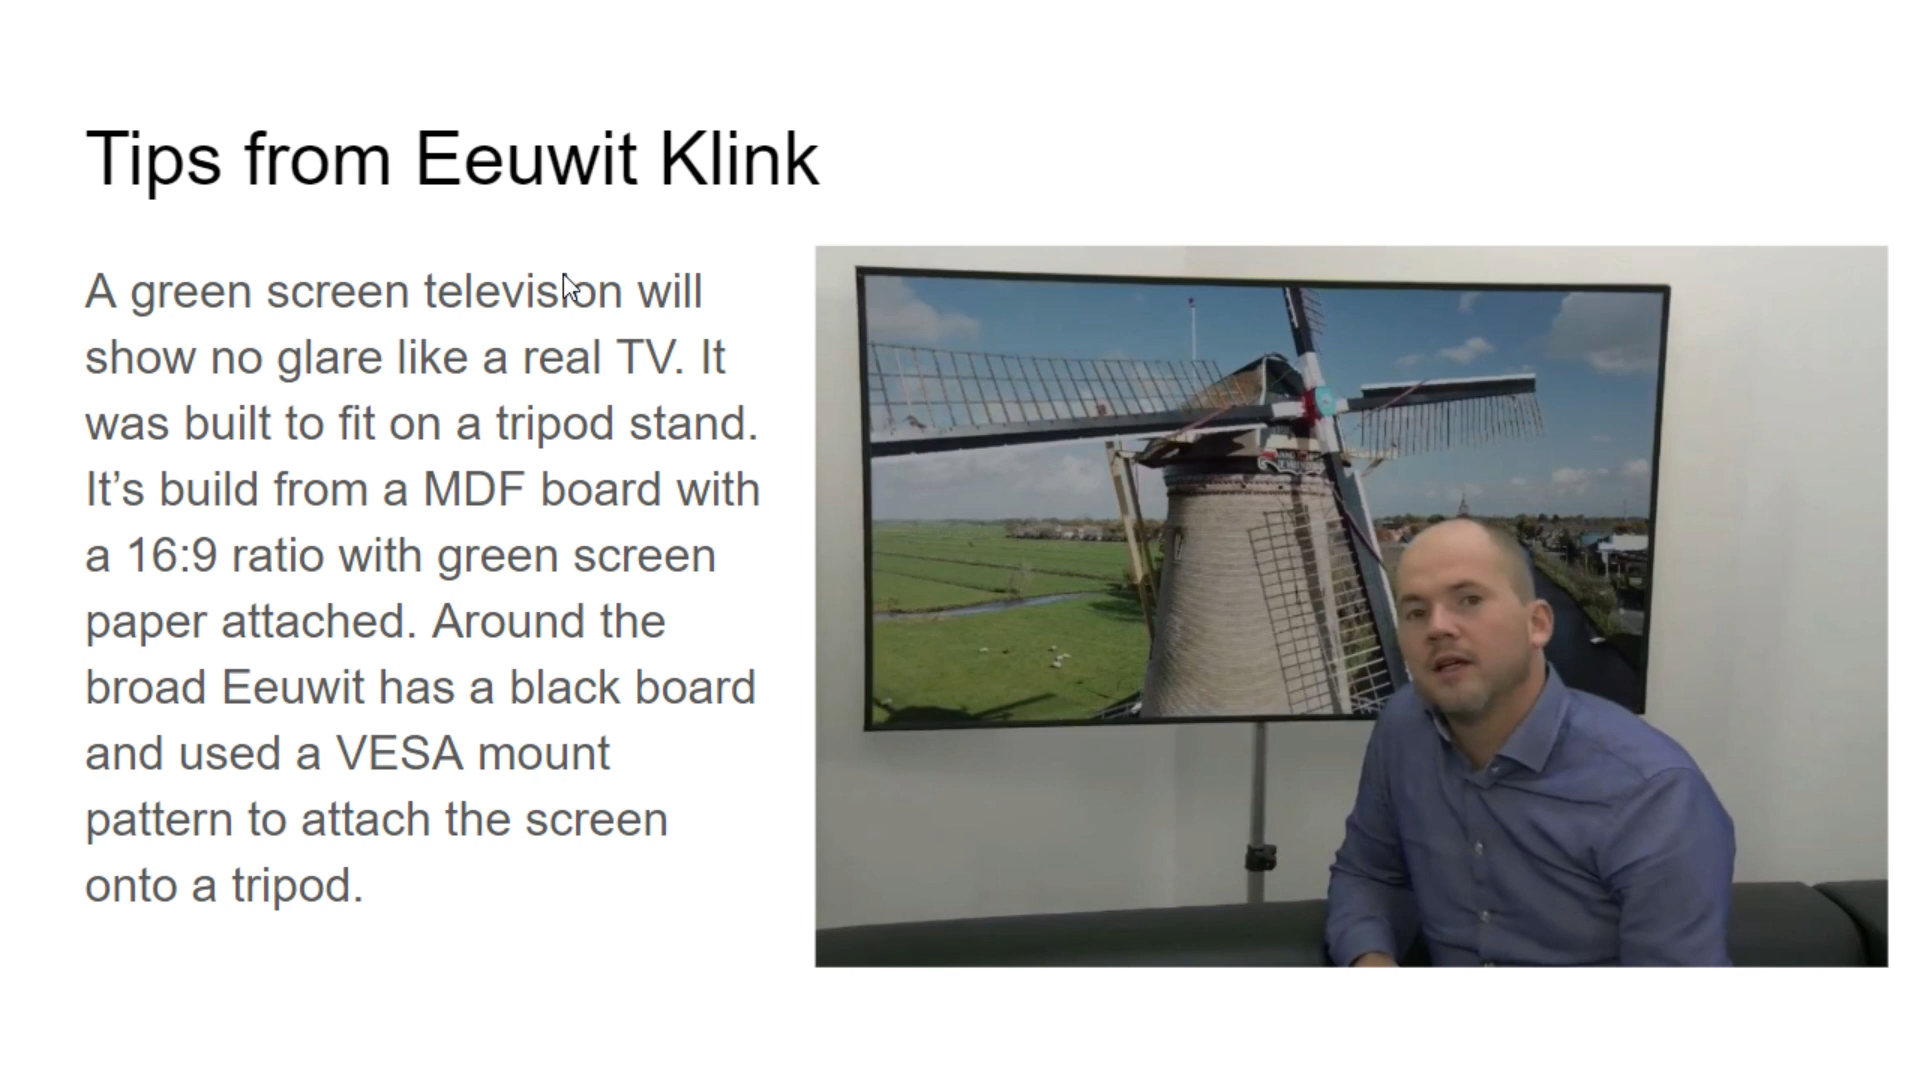 Tips from Eeuwit Klink
A green screen television will
show no glare like a real TV. It
was built to fit on a tripod stand.
It’s build from a MDF board with
a 16:9 ratio with green screen
paper attached. Around the
broad Eeuwit has a black board
and used a VESA mount
pattern to attach the screen
onto a tripod.